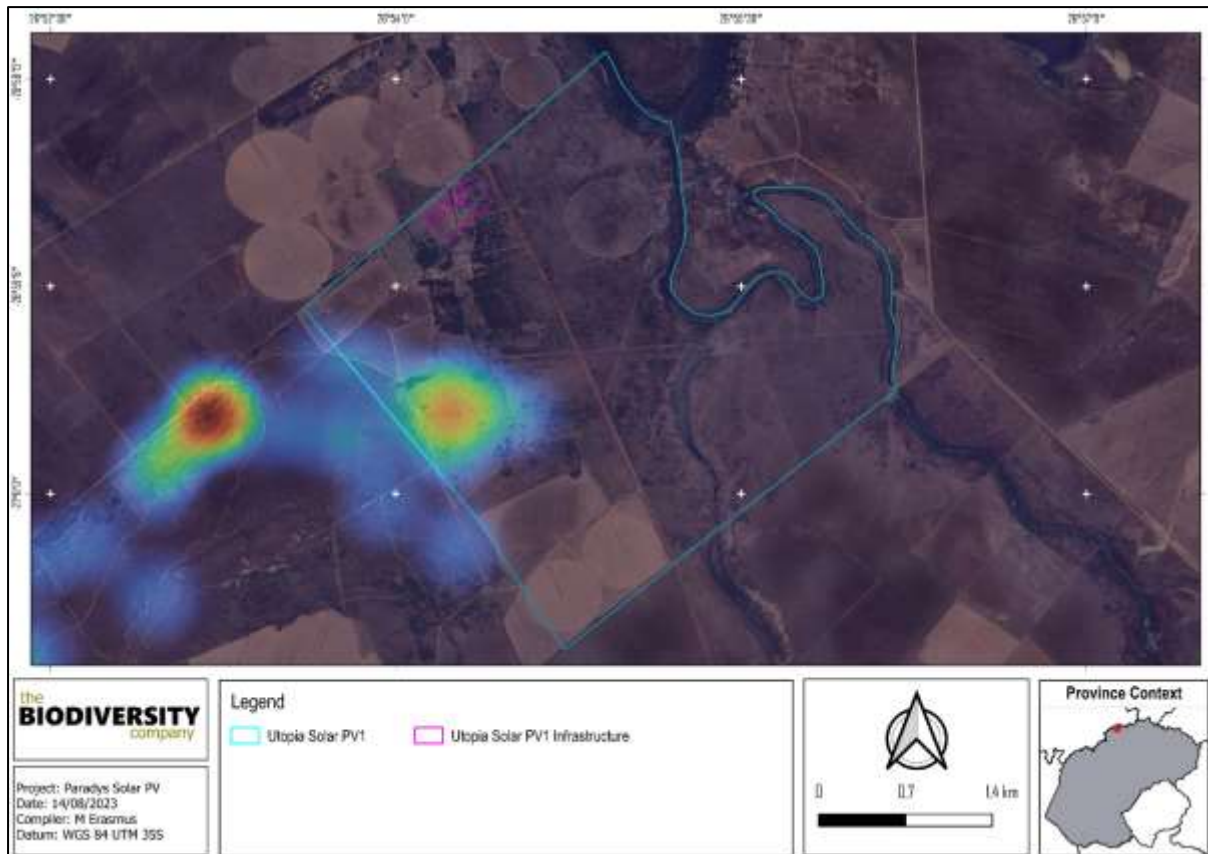 the
BIODIVERSITY
company
Project: Paradys Solar PV
Date: 14/08/2023
Compiler: M Erasmus
Datum: WGS 84 UTM 35S
Legend
Utopia Solar PV1
Utopia Solar PV1 Infrastructure
0 0.7 1.4 km
Province Context